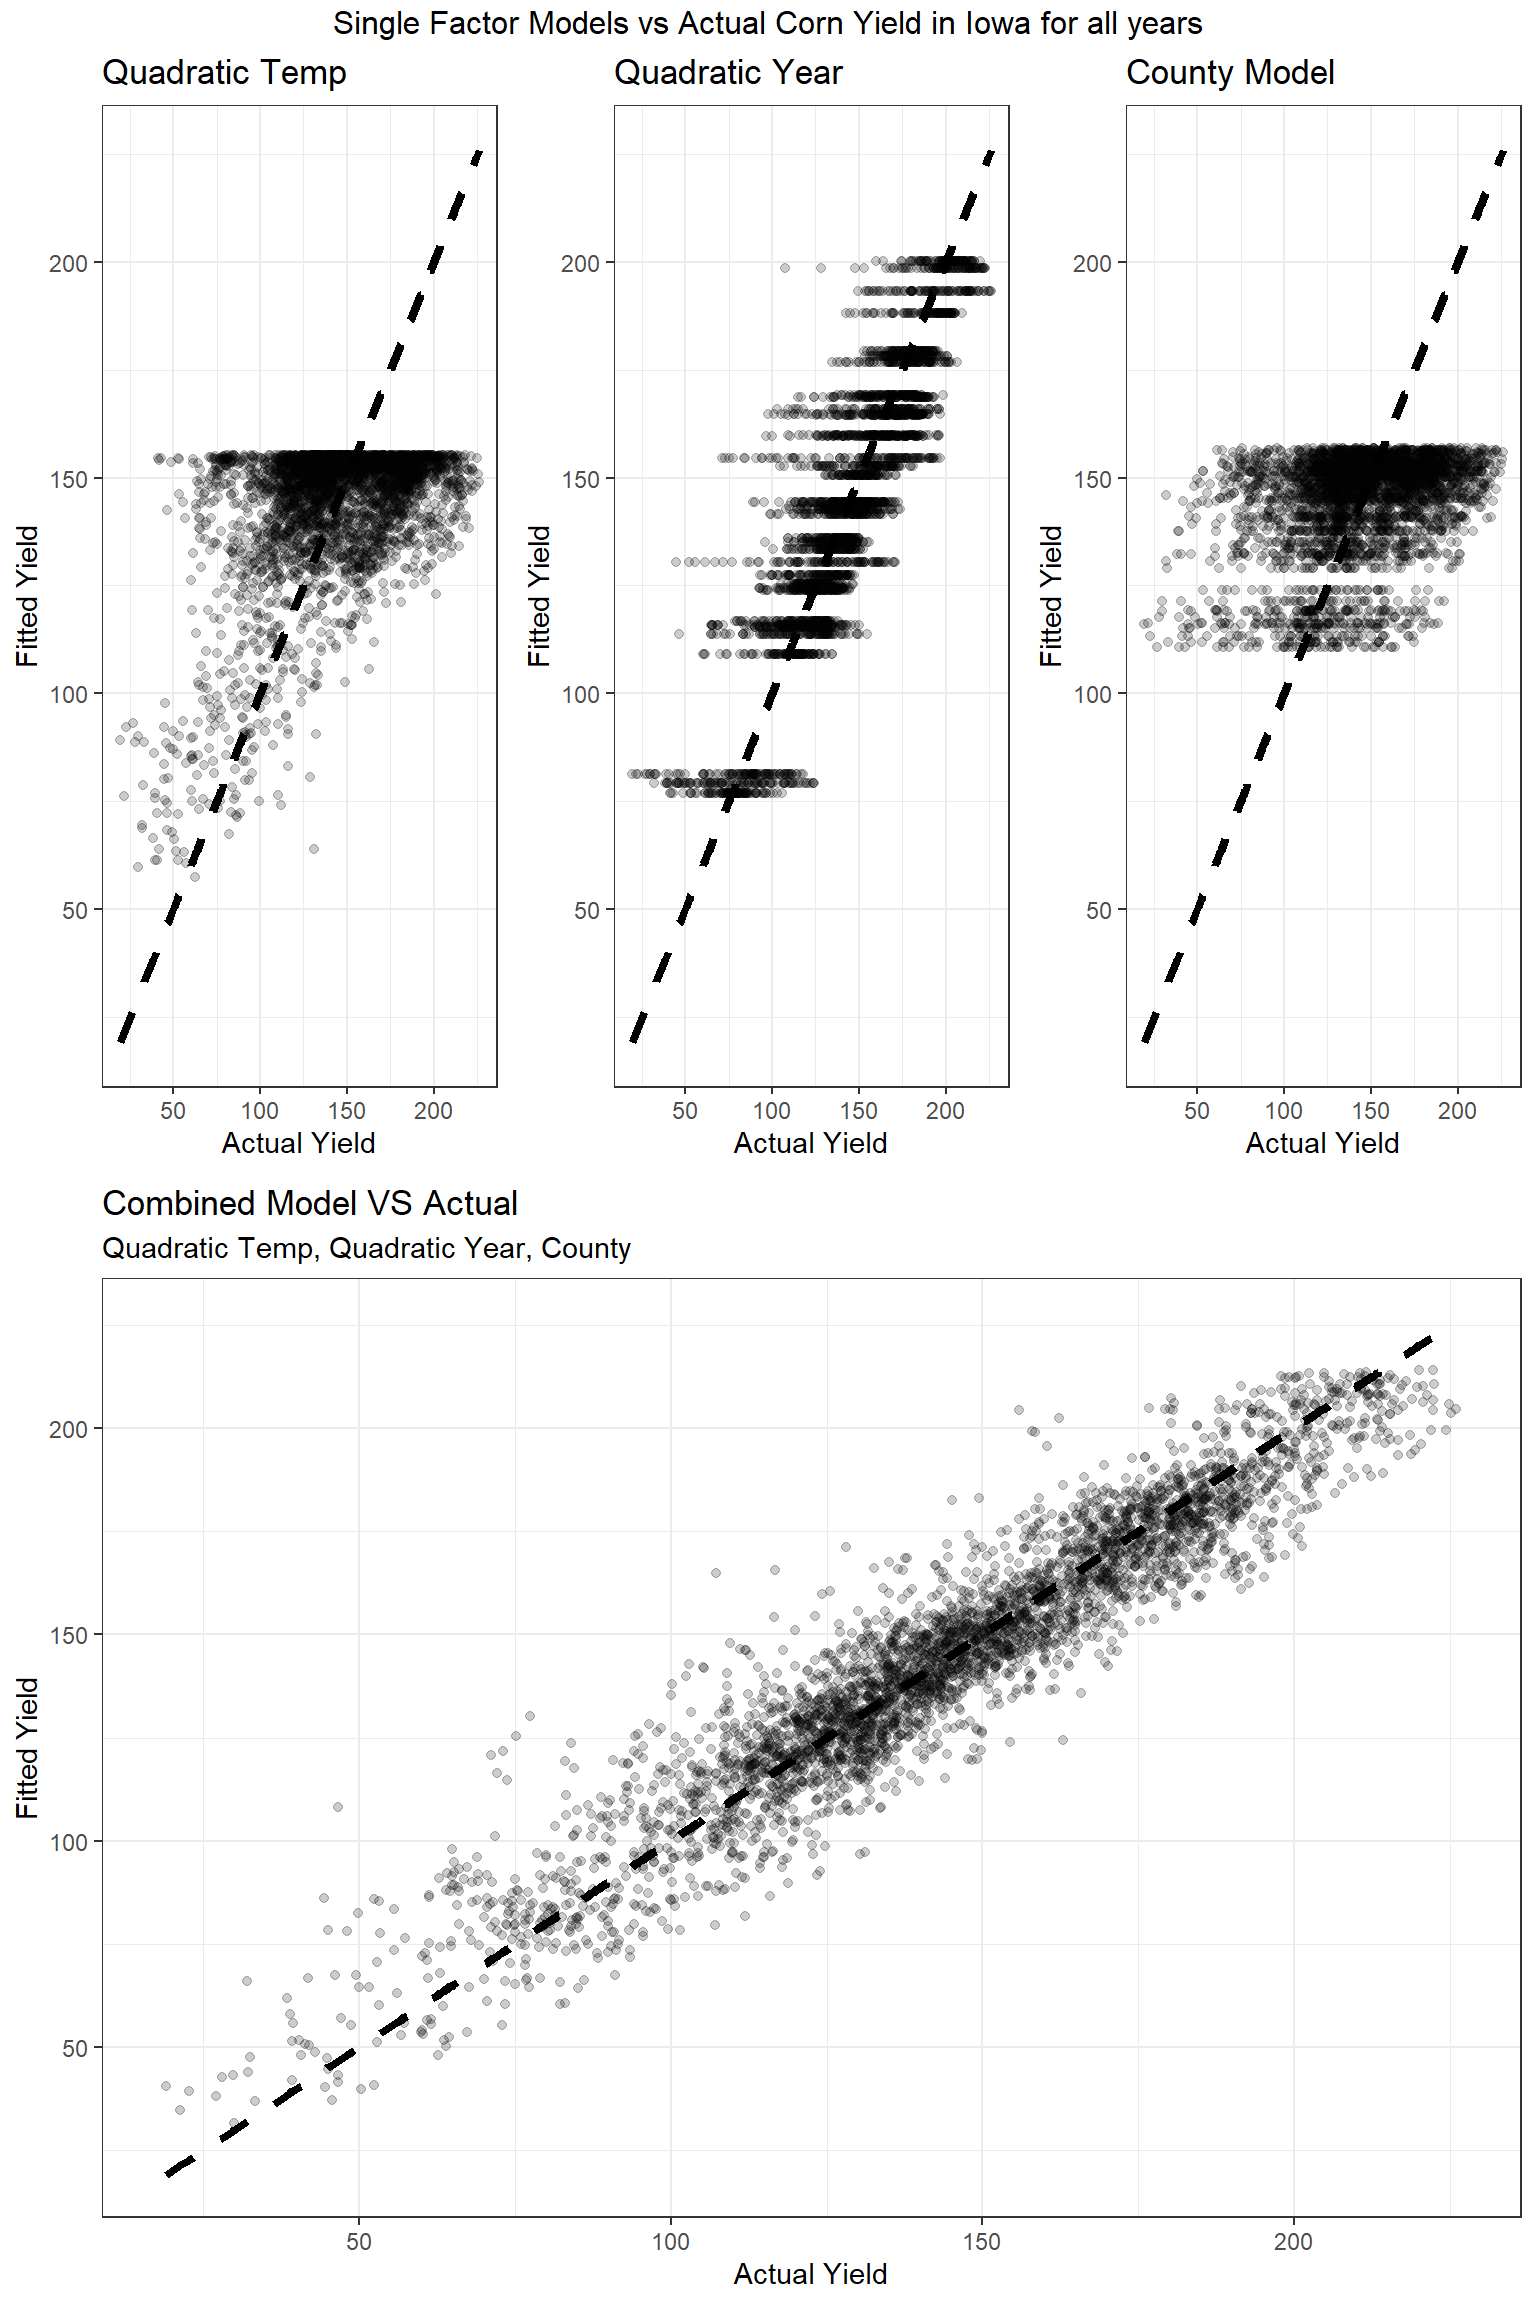 Single Factor Models vs Actual Corn Yield in Iowa for all years
Quadratic Temp
Fitted Yield
200
150
100
50
50 100 150 200
Actual Yield
Quadratic Year
Fitted Yield
200
150
100
50
50 100 150 200
Actual Yield
County Model
Fitted Yield
200
150
100
50
50 100 150 200
Actual Yield
Combined Model VS Actual
Quadratic Temp, Quadratic Year, County
Fitted Yield
200
150
100
50
50 100 150 200
Actual Yield